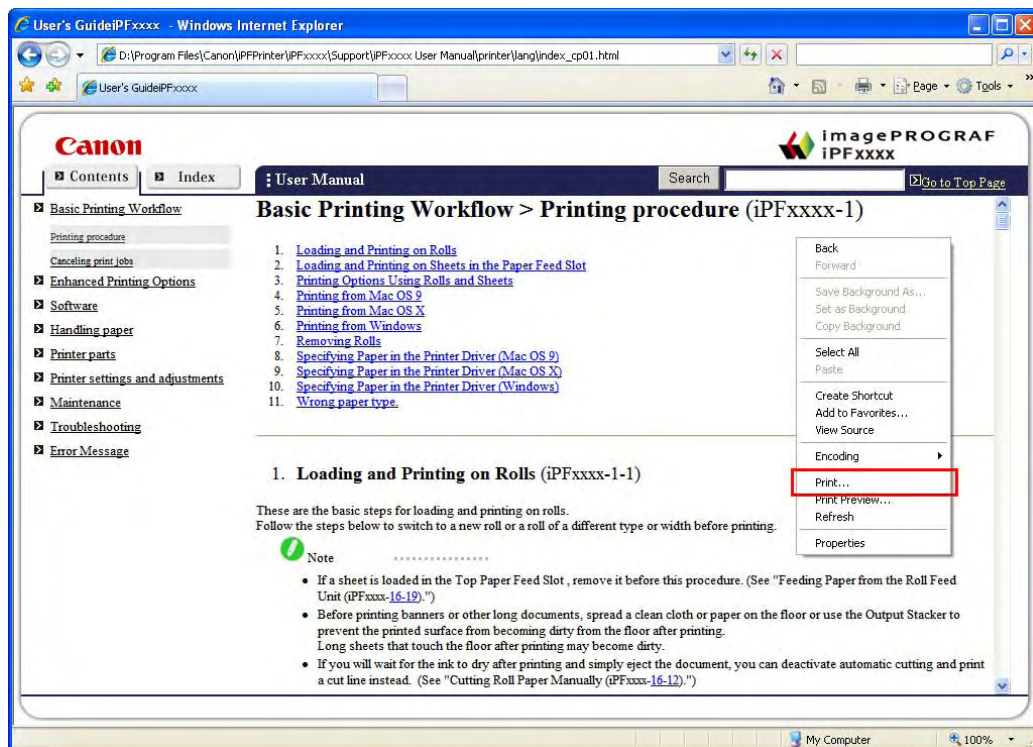 User's GuideiPFxxxx - Windows Internet Explorer
D:\Program Files\Canon\iPFPrinter\iPFxxxx\Support\iPFxxxx User Manual\printer\lang\index_cp01.html
User's GuideiPFxxxx
Page
Tools
»
Canon
imagePROGRAF
iPFxxxx
Contents
Index
User Manual
Search
Go to Top Page
Basic Printing Workflow
Printing procedure
Canceling print jobs
Enhanced Printing Options
Software
Handling paper
Printer parts
Printer settings and adjustments
Maintenance
Troubleshooting
Error Message
Basic Printing Workflow > Printing procedure (iPFxxxx-1)
1. Loading and Printing on Rolls
2. Loading and Printing on Sheets in the Paper Feed Slot
3. Printing Options Using Rolls and Sheets
4. Printing from Mac OS 9
5. Printing from Mac OS X
6. Printing from Windows
7. Removing Rolls
8. Specifying Paper in the Printer Driver (Mac OS 9)
9. Specifying Paper in the Printer Driver (Mac OS X)
10. Specifying Paper in the Printer Driver (Windows)
11. Wrong paper type.
Back
Forward
Save Background As...
Set as Background
Copy Background
Select All
Paste
Create Shortcut
Add to Favorites...
View Source
Encoding
Print...
Print Preview...
Refresh
Properties
1. Loading and Printing on Rolls (iPFxxxx-1-1)
These are the basic steps for loading and printing on rolls.
Follow the steps below to switch to a new roll or a roll of a different type or width before printing.
Note
• If a sheet is loaded in the Top Paper Feed Slot , remove it before this procedure. (See "Feeding Paper from the Roll Feed
Unit (iPFxxxx-16-19).")
• Before printing banners or other long documents, spread a clean cloth or paper on the floor or use the Output Stacker to
prevent the printed surface from becoming dirty from the floor after printing.
Long sheets that touch the floor after printing may become dirty.
• If you will wait for the ink to dry after printing and simply eject the document, you can deactivate automatic cutting and print
a cut line instead. (See "Cutting Roll Paper Manually (iPFxxxx-16-12).")
My Computer
100%